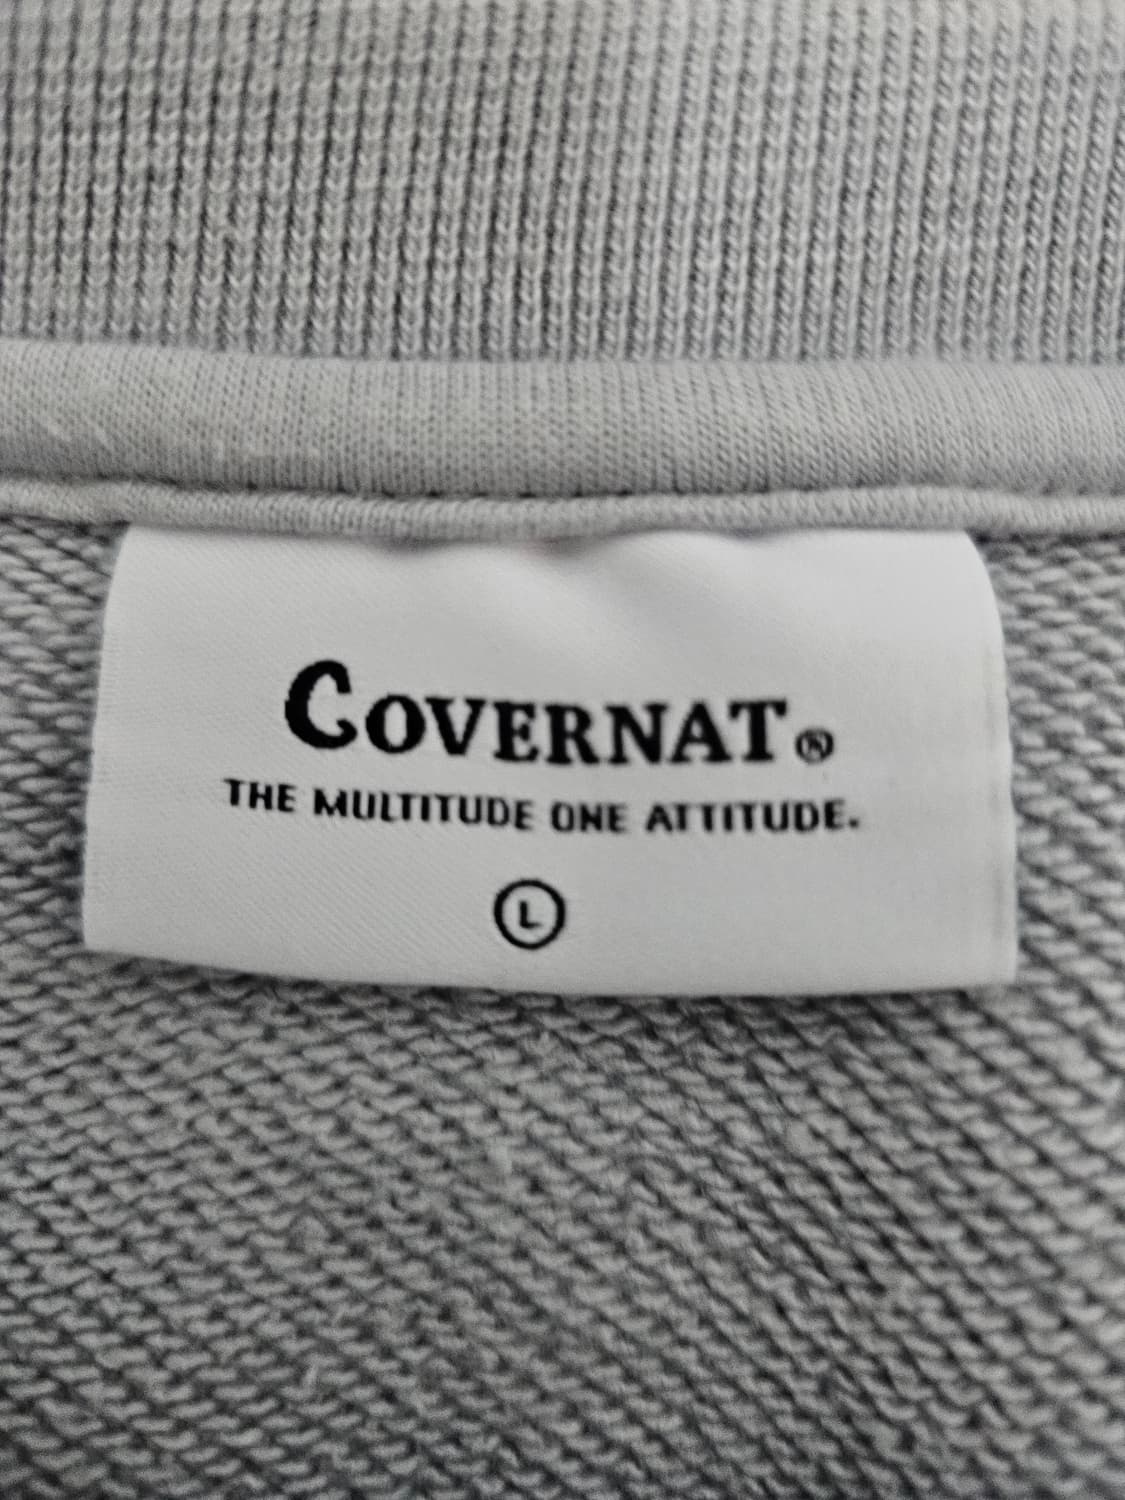 COVERNAT®
THE MULTITUDE ONE ATTITUDE.
L